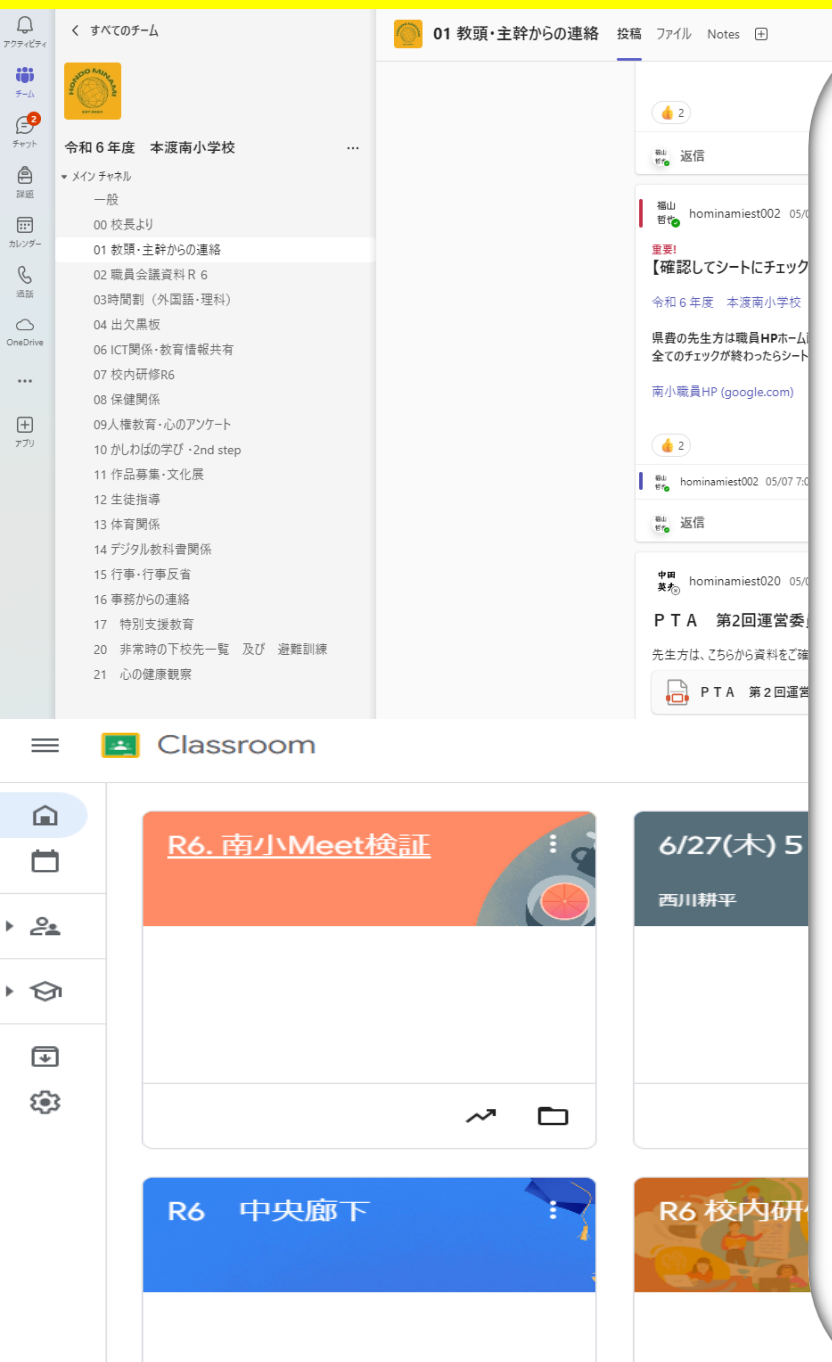 アクティビティ
チーム
2
チャット
課題
カレンダー
通話
OneDrive
アプリ
すべてのチーム
HONDO MINAMI
令和６年度　本渡南小学校
メイン チャネル
一般
00 校長より
01 教頭・主幹からの連絡
02 職員会議資料Ｒ６
03時間割（外国語・理科）
04 出欠黒板
06 ICT関係・教育情報共有
07 校内研修R6
08 保健関係
09人権教育・心のアンケート
10 かしわばの学び ・2nd step
11 作品募集・文化展
12 生徒指導
13 体育関係
14 デジタル教科書関係
15 行事・行事反省
16 事務からの連絡
17　特別支援教育
20　非常時の下校先一覧　及び　避難訓練
21　心の健康観察
01 教頭・主幹からの連絡 投稿 ファイル Notes
2
返信
福山
哲也
hominamiest002 05/0
重要!
【確認してシートにチェック
令和６年度　本渡南小学校
県費の先生方は職員HPホーム
全てのチェックが終わったらシート
南小職員HP (google.com)
2
hominamiest002 05/07 7:0
返信
中田
hominamiest020 05/0
ＰＴＡ　第2回運営委
先生方は、こちらから資料をご確
ＰＴＡ　第２回運営
Classroom
R6. 南小Meet検証
6/27(木)５
西川耕平
R6　中央廊下
R6 校内研